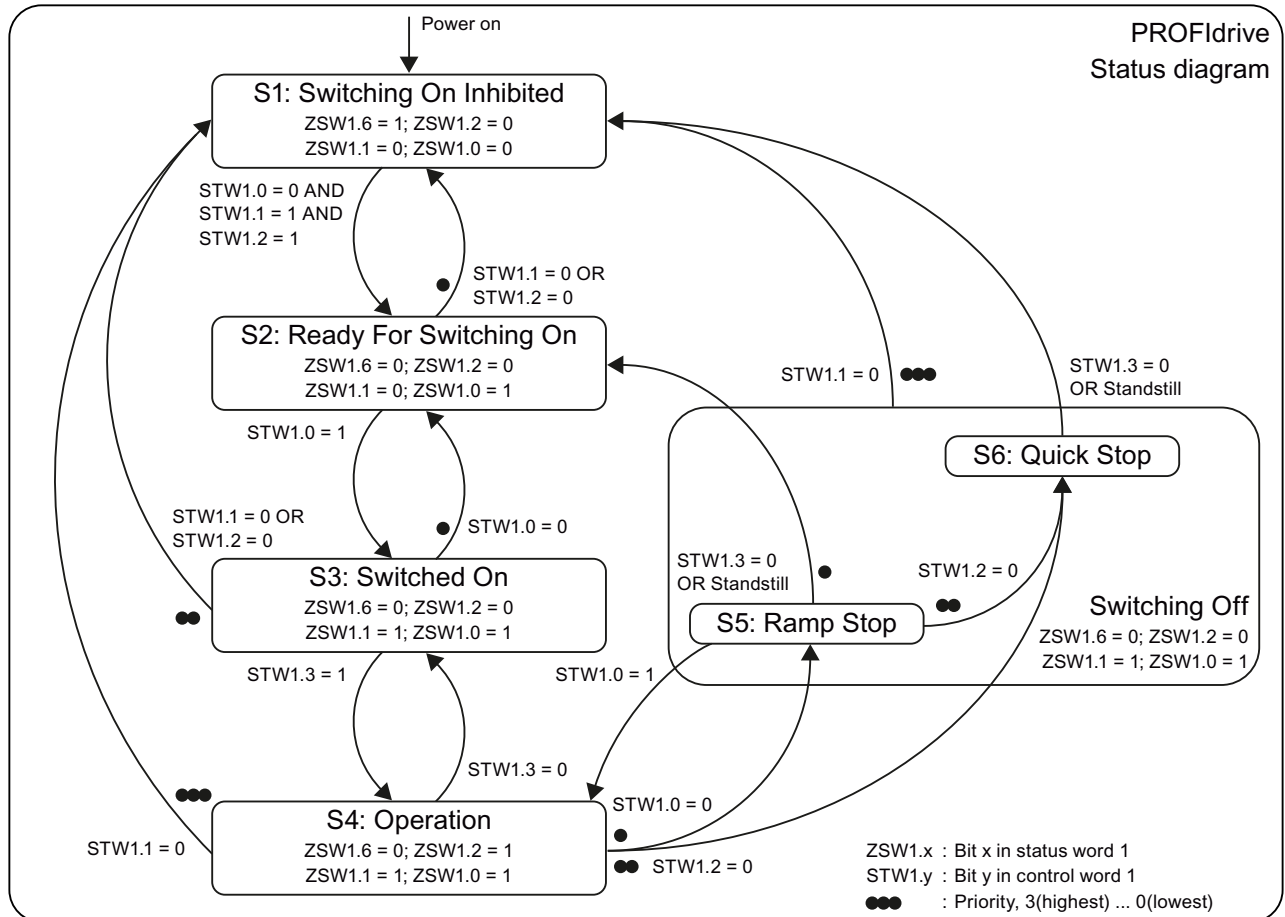 Power on
PROFIdrive
Status diagram
S1: Switching On Inhibited
ZSW1.6 = 1; ZSW1.2 = 0
ZSW1.1 = 0; ZSW1.0 = 0
STW1.0 = 0 AND
STW1.1 = 1 AND
STW1.2 = 1
STW1.1 = 0 OR
STW1.2 = 0
S2: Ready For Switching On
ZSW1.6 = 0; ZSW1.2 = 0
ZSW1.1 = 0; ZSW1.0 = 1
STW1.1 = 0
STW1.3 = 0
OR Standstill
STW1.0 = 1
S6: Quick Stop
STW1.1 = 0 OR
STW1.2 = 0
STW1.0 = 0
S3: Switched On
ZSW1.6 = 0; ZSW1.2 = 0
ZSW1.1 = 1; ZSW1.0 = 1
STW1.3 = 0
OR Standstill
STW1.2 = 0
S5: Ramp Stop
Switching Off
ZSW1.6 = 0; ZSW1.2 = 0
ZSW1.1 = 1; ZSW1.0 = 1
STW1.3 = 1
STW1.0 = 1
STW1.3 = 0
S4: Operation
ZSW1.6 = 0; ZSW1.2 = 1
ZSW1.1 = 1; ZSW1.0 = 1
STW1.1 = 0
STW1.0 = 0
STW1.2 = 0
ZSW1.x : Bit x in status word 1
STW1.y : Bit y in control word 1
●●● : Priority, 3(highest) ... 0(lowest)